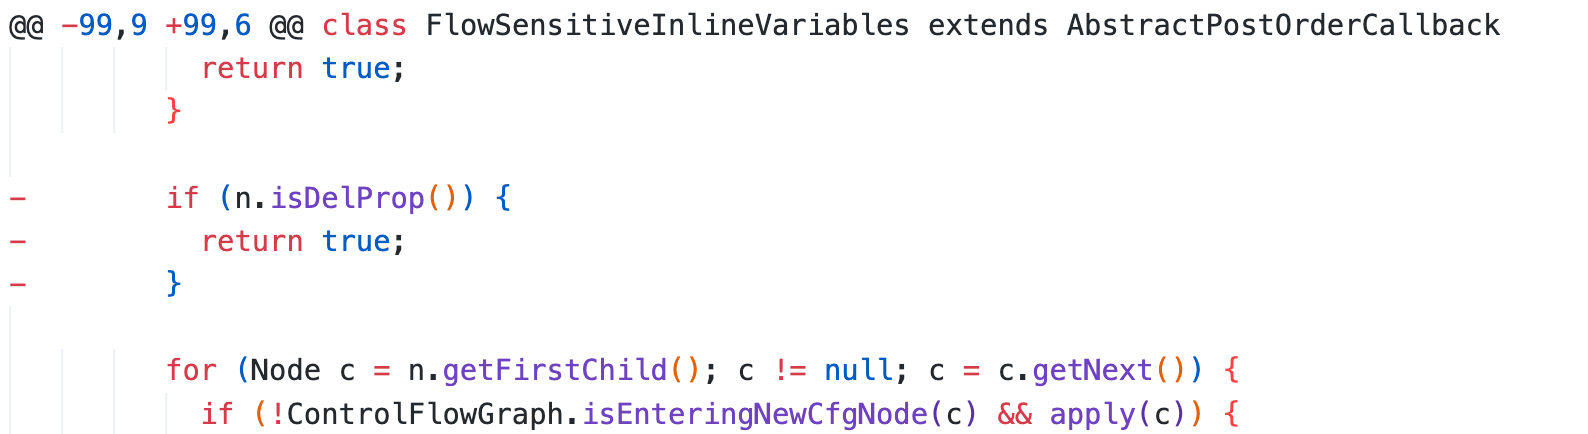 @@ -99,9 +99,6 @@ class FlowSensitiveInlineVariables extends AbstractPostOrderCallback
          return true;
        }

-        if (n.isDelProp()) {
-          return true;
-        }

        for (Node c = n.getFirstChild(); c != null; c = c.getNext()) {
          if (!ControlFlowGraph.isEnteringNewCfgNode(c) && apply(c)) {